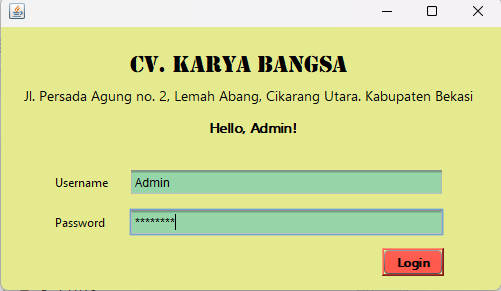 CV. KARYA BANGSA
Jl. Persada Agung no. 2, Lemah Abang, Cikarang Utara. Kabupaten Bekasi
Hello, Admin!
Username Admin
Password ********
Login